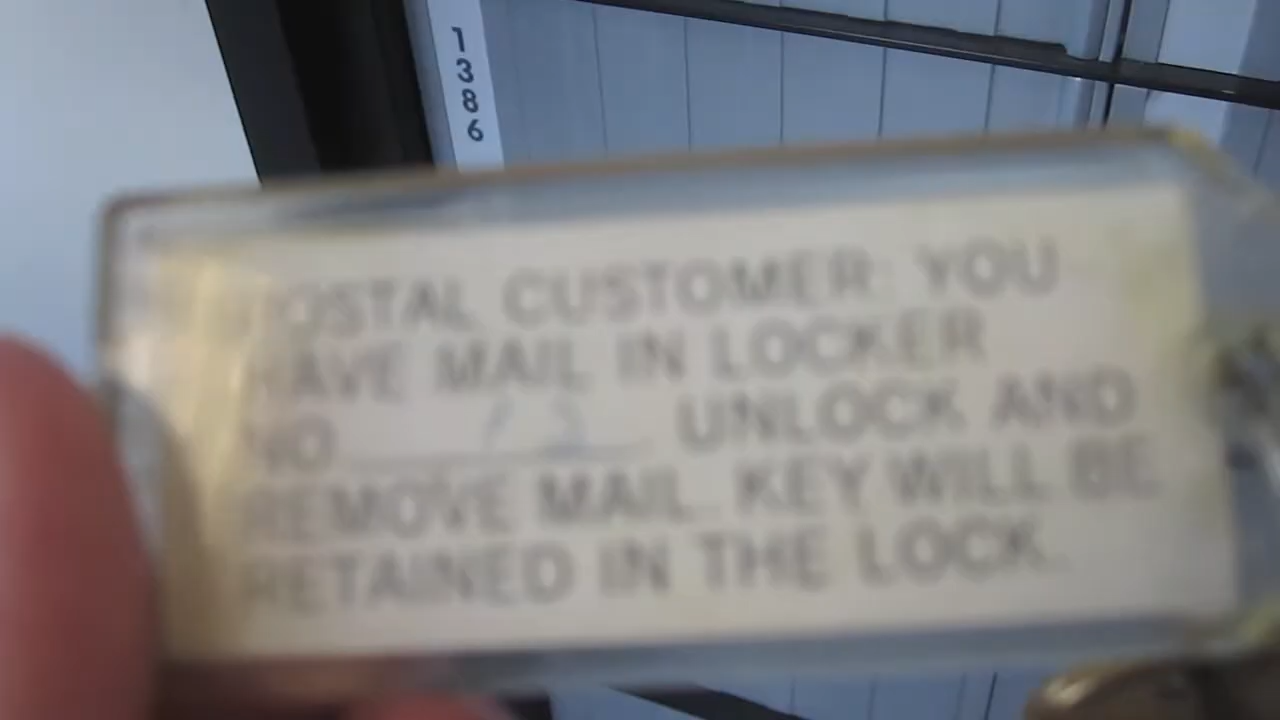 1386
POSTAL CUSTOMER: YOU
HAVE MAIL IN LOCKER
NO UNLOCK AND
REMOVE MAIL. KEY WILL BE
RETAINED IN THE LOCK.